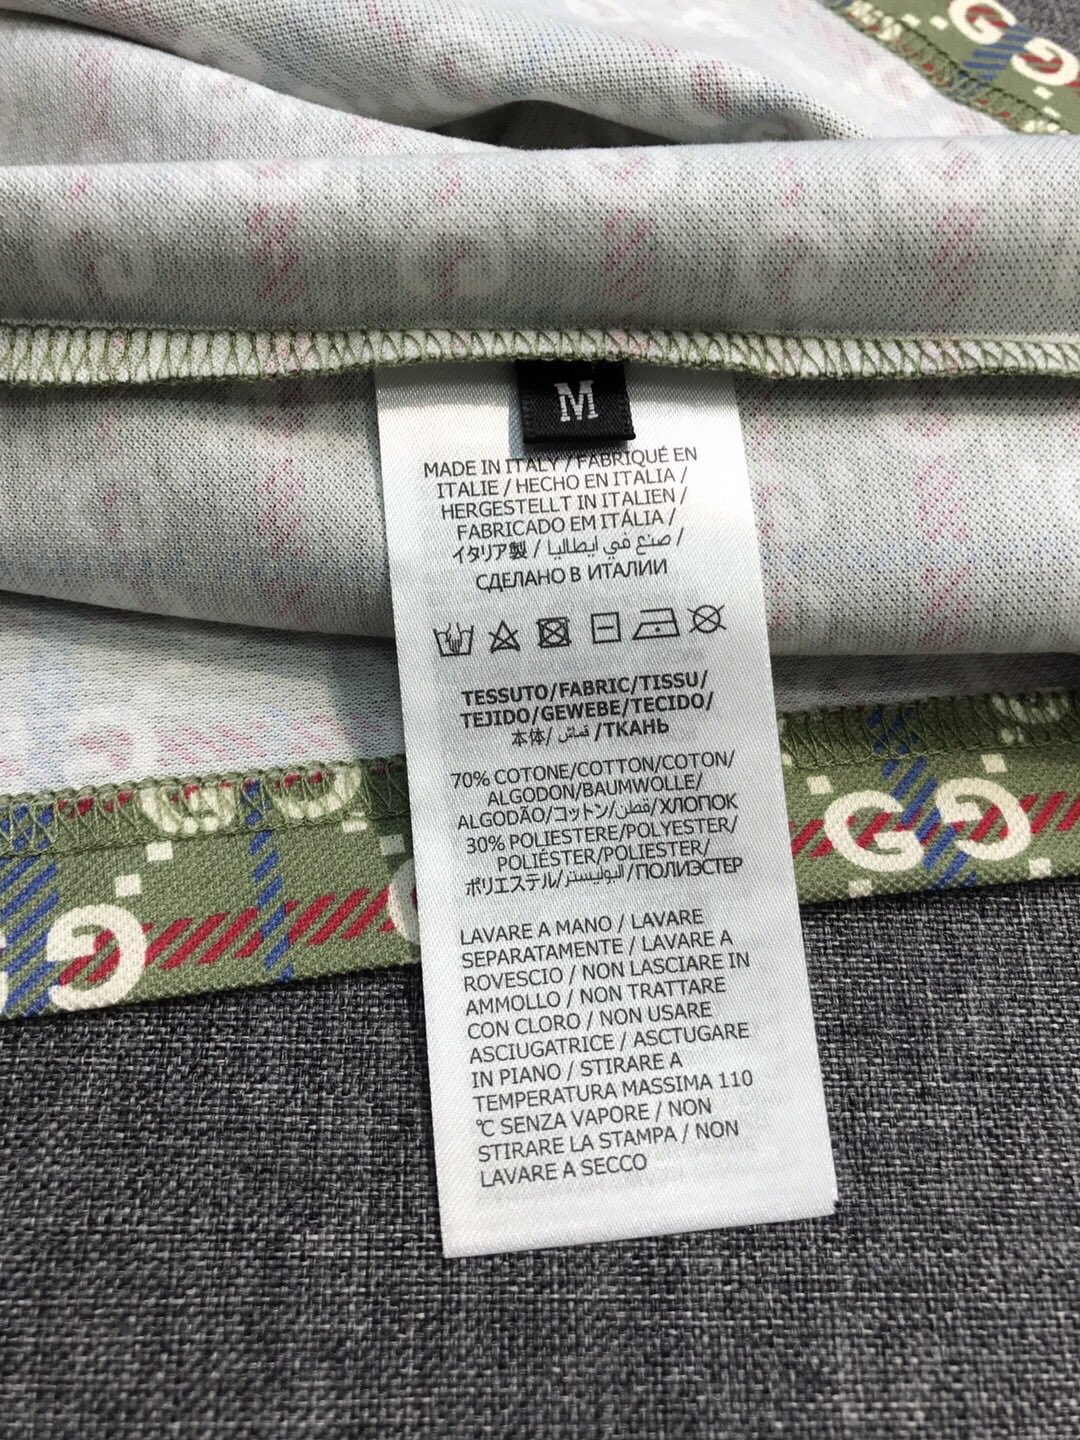 M
MADE IN ITALY / FABRIQUÉ EN
ITALIE / HECHO EN ITALIA /
HERGESTELLT IN ITALIEN /
FABRICADO EM ITÁLIA /
イタリア製 / صنع في ايطاليا /
СДЕЛАНО В ИТАЛИИ
TESSUTO/FABRIC/TISSU/
TEJIDO/GEWEBE/TECIDO/
本体/ قماش /ТКАНЬ
70% COTONE/COTTON/COTON/
ALGODON/BAUMWOLLE/
ALGODÃO/コットン/قطن/ХЛОПОК
30% POLIESTERE/POLYESTER/
POLIÉSTER/POLIESTER/
ポリエステル/البوليستر/ПОЛИЭСТЕР
LAVARE A MANO / LAVARE
SEPARATAMENTE / LAVARE A
ROVESCIO / NON LASCIARE IN
AMMOLLO / NON TRATTARE
CON CLORO / NON USARE
ASCIUGATRICE / ASCTUGARE
IN PIANO / STIRARE A
TEMPERATURA MASSIMA 110
℃ SENZA VAPORE / NON
STIRARE LA STAMPA / NON
LAVARE A SECCO
G G
G G
G